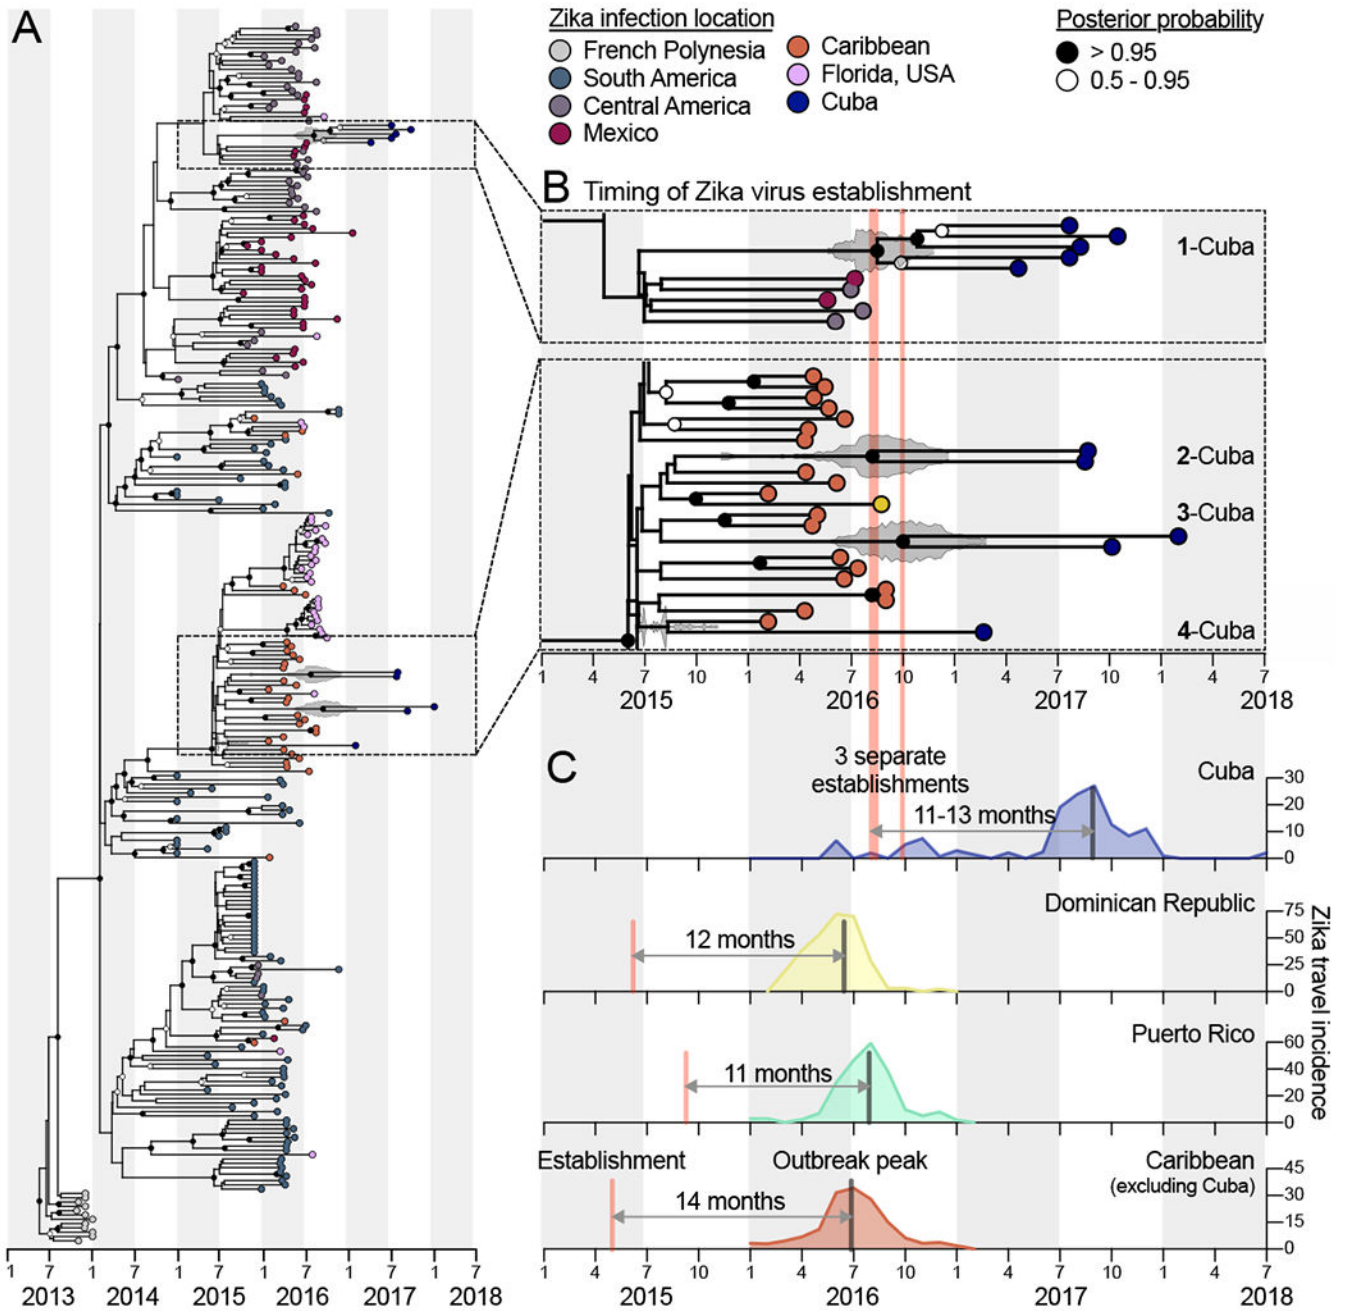 A
Zika infection location
French Polynesia
South America
Central America
Mexico
Caribbean
Florida, USA
Cuba
Posterior probability
> 0.95
0.5 - 0.95
B Timing of Zika virus establishment
1-Cuba
2-Cuba
3-Cuba
4-Cuba
1 4 7 10 1 4 7 10 1 4 7 10 1 4 7
2015 2016 2017 2018
C
3 separate
establishments
11-13 months
Cuba
30
20
10
0
Dominican Republic
12 months
75
50
25
0
Puerto Rico
11 months
60
40
20
0
Establishment
Outbreak peak
14 months
Caribbean
(excluding Cuba)
45
30
15
0
Zika travel incidence
1 4 7 10 1 4 7 10 1 4 7 10 1 4 7
2015 2016 2017 2018
1 7 1 7 1 7 1 7 1 7 1 7
2013 2014 2015 2016 2017 2018